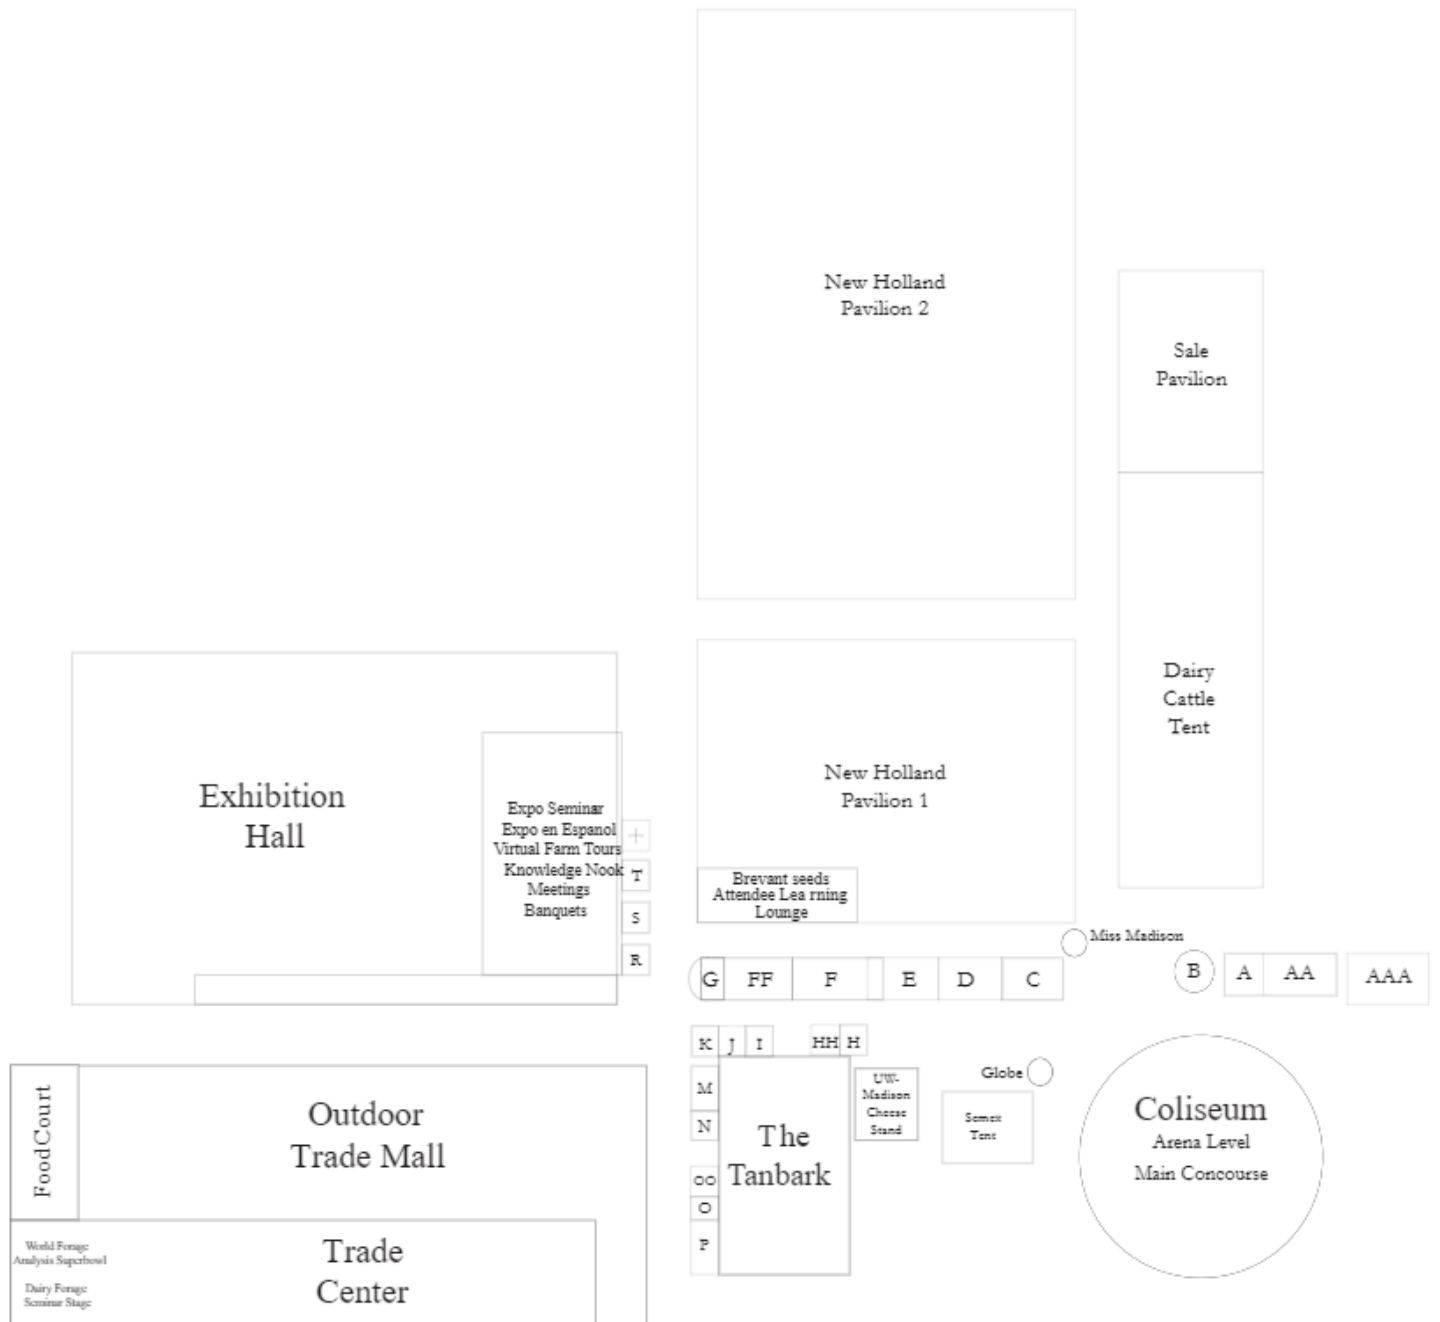 New Holland
Pavilion 2
Sale
Pavilion
Dairy
Cattle
Tent
Exhibition
Hall
Expo Seminar
Expo en Espanol
Virtual Farm Tours
Knowledge Nook
Meetings
Banquets
+
T
S
R
New Holland
Pavilion 1
Brevant seeds
Attendee Lea rning
Lounge
Miss Madison
G FF F E D C
B A AA AAA
K J I HH H
M
N
OO
O
P
The
Tanbark
UW-
Madison
Cheese
Stand
Globe
Semex
Tent
Coliseum
Arena Level
Main Concourse
FoodCourt
Outdoor
Trade Mall
World Forage
Analysis Superbowl
Dairy Forage
Seminar Stage
Trade
Center